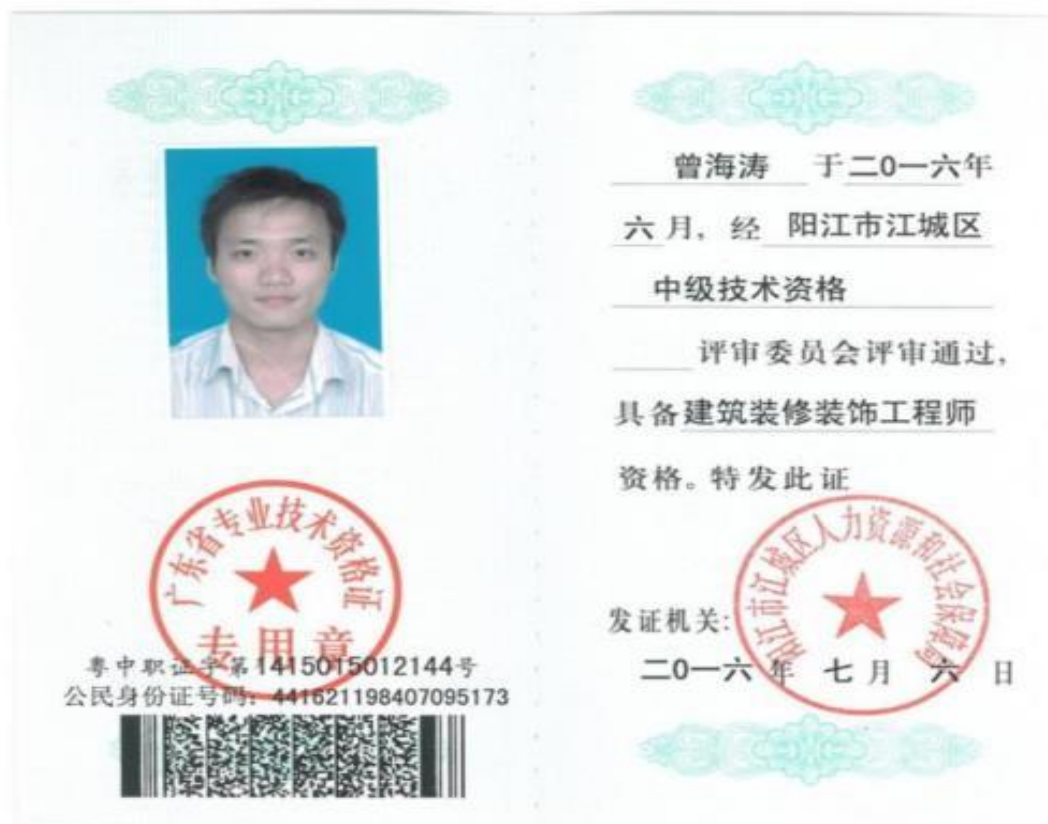 广东省专业技术资格证
专用章
粤中职证字第1415015012144号
公民身份证号码：441621198407095173
曾海涛 于二0一六年
六月，经 阳江市江城区
中级技术资格
评审委员会评审通过，
具备建筑装修装饰工程师
资格。特发此证
阳江市江城区人力资源和社会保障局
发证机关:
二0一六 年 七月 六 日